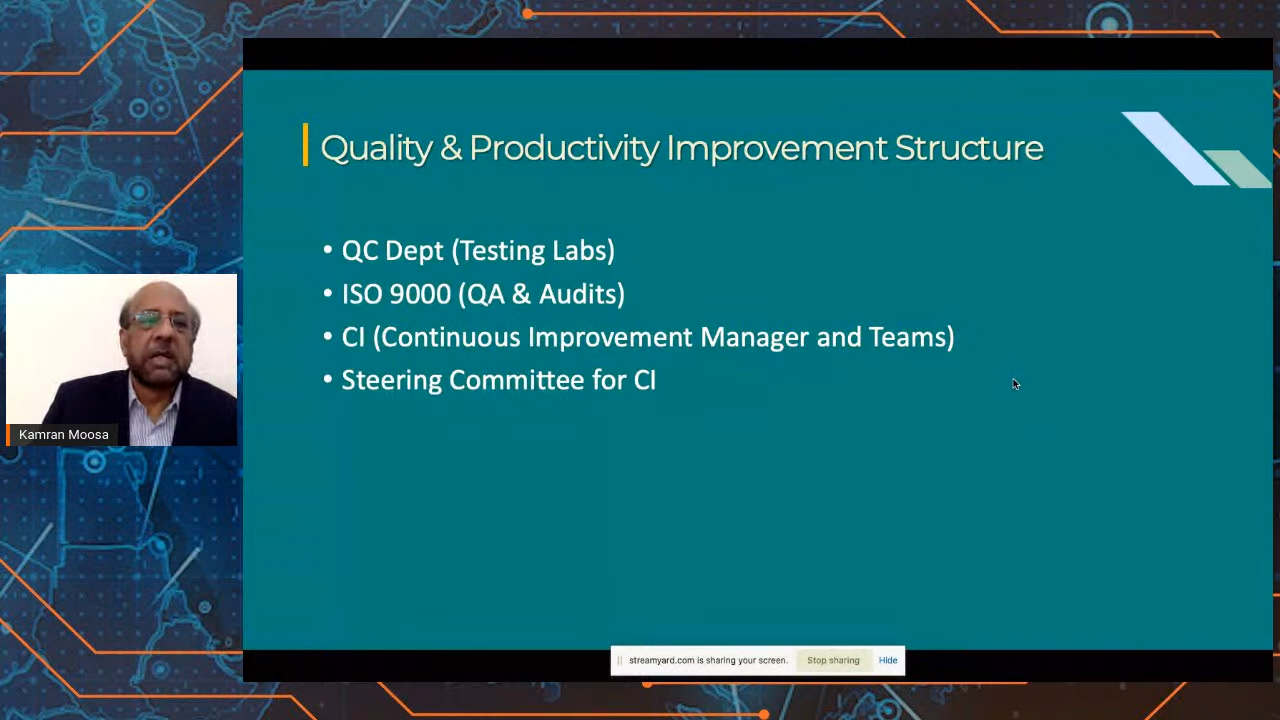 Quality & Productivity Improvement Structure
• QC Dept (Testing Labs)
• ISO 9000 (QA & Audits)
• CI (Continuous Improvement Manager and Teams)
• Steering Committee for CI
Kamran Moosa
streamyard.com is sharing your screen. Stop sharing Hide